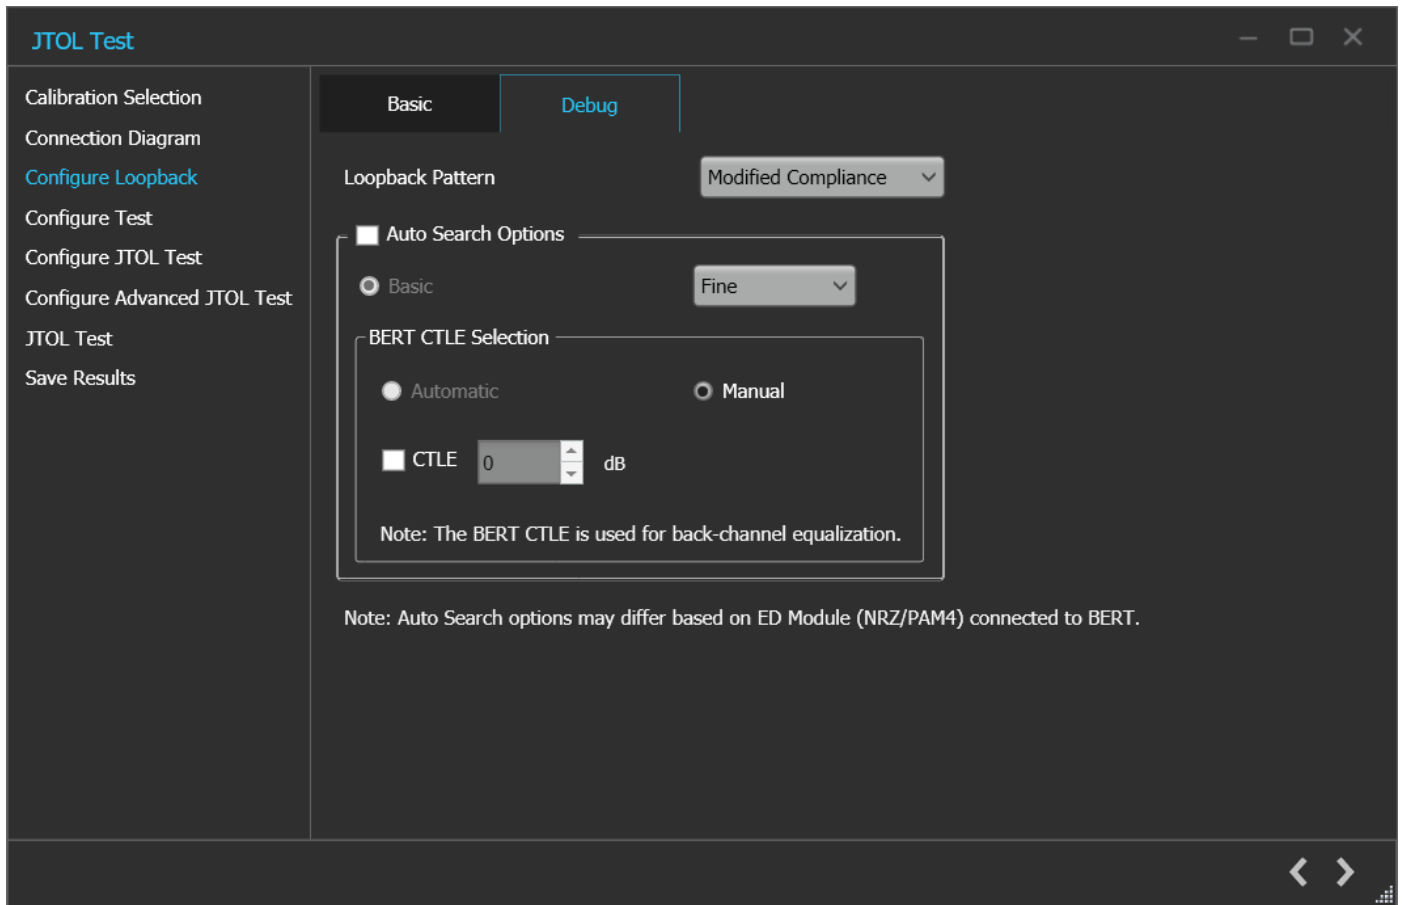 JTOL Test
Calibration Selection
Connection Diagram
Configure Loopback
Configure Test
Configure JTOL Test
Configure Advanced JTOL Test
JTOL Test
Save Results
Basic
Debug
Loopback Pattern
Modified Compliance
Auto Search Options
Basic
Fine
BERT CTLE Selection
Automatic
Manual
CTLE
0
dB
Note: The BERT CTLE is used for back-channel equalization.
Note: Auto Search options may differ based on ED Module (NRZ/PAM4) connected to BERT.